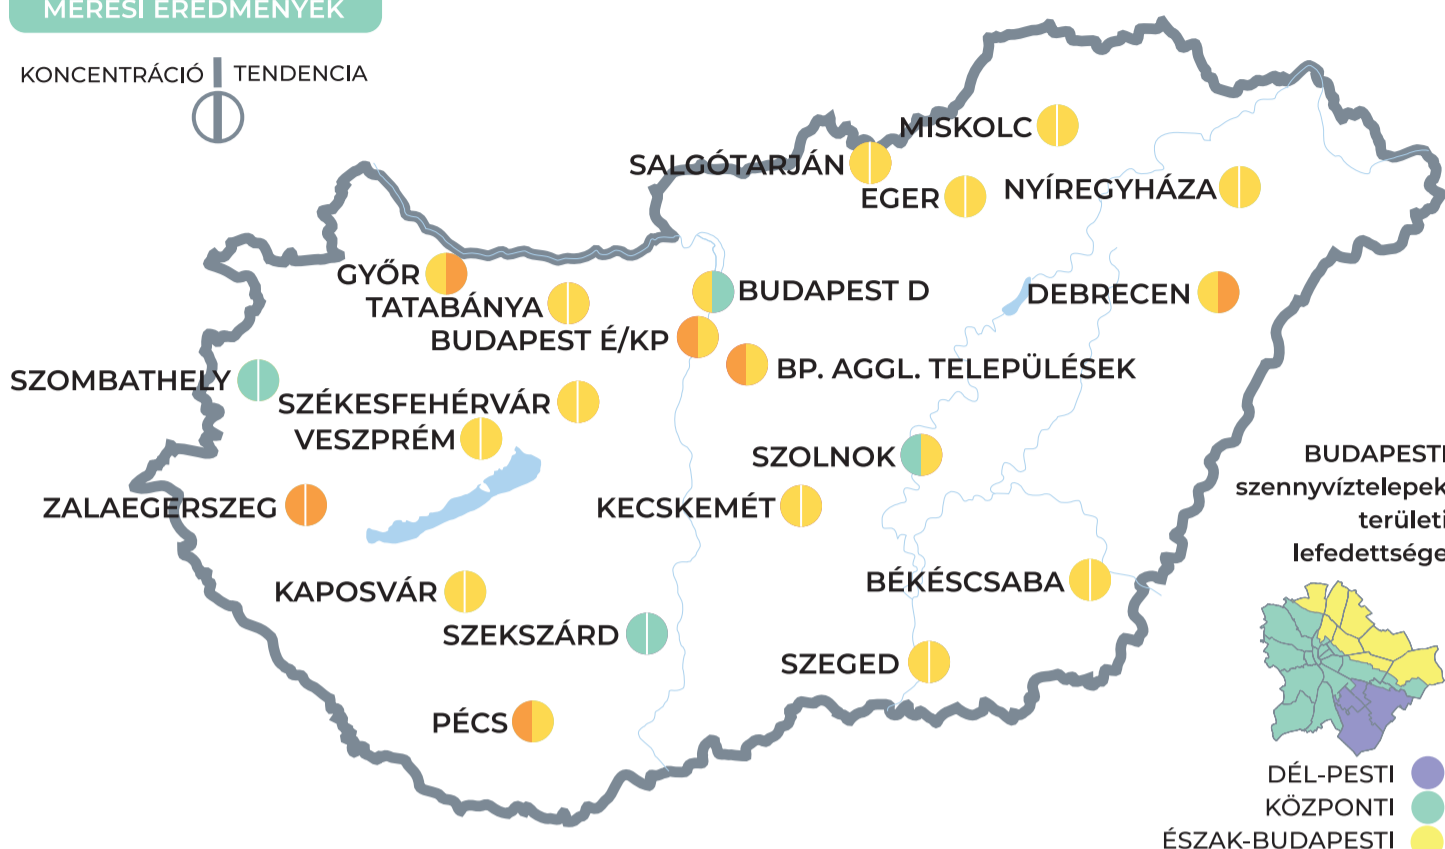 MÉRÉSI EREDMÉNYEK
KONCENTRÁCIÓ TENDENCIA
MISKOLC
SALGÓTARJÁN
EGER
NYÍREGYHÁZA
GYŐR
TATABÁNYA
BUDAPEST D
DEBRECEN
BUDAPEST É/KP
BP. AGGL. TELEPÜLÉSEK
SZOMBATHELY
SZÉKESFEHÉRVÁR
VESZPRÉM
SZOLNOK
ZALAEGERSZEG
KECSKEMÉT
BUDAPESTI
szennyvíztelepek
területi
lefedettsége
KAPOSVÁR
BÉKÉSCSABA
SZEKSZÁRD
SZEGED
PÉCS
DÉL-PESTI
KÖZPONTI
ÉSZAK-BUDAPESTI